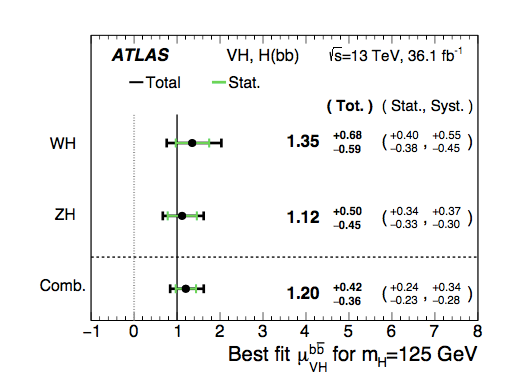 ATLAS VH, H(bb) √s=13 TeV, 36.1 fb⁻¹
Total Stat.
( Tot. ) ( Stat., Syst. )
WH 1.35 +0.68 −0.59 ( +0.40 −0.38 , +0.55 −0.45 )
ZH 1.12 +0.50 −0.45 ( +0.34 −0.33 , +0.37 −0.30 )
Comb. 1.20 +0.42 −0.36 ( +0.24 −0.23 , +0.34 −0.28 )
−1 0 1 2 3 4 5 6 7 8
Best fit μ_VH^bb̅ for m_H=125 GeV